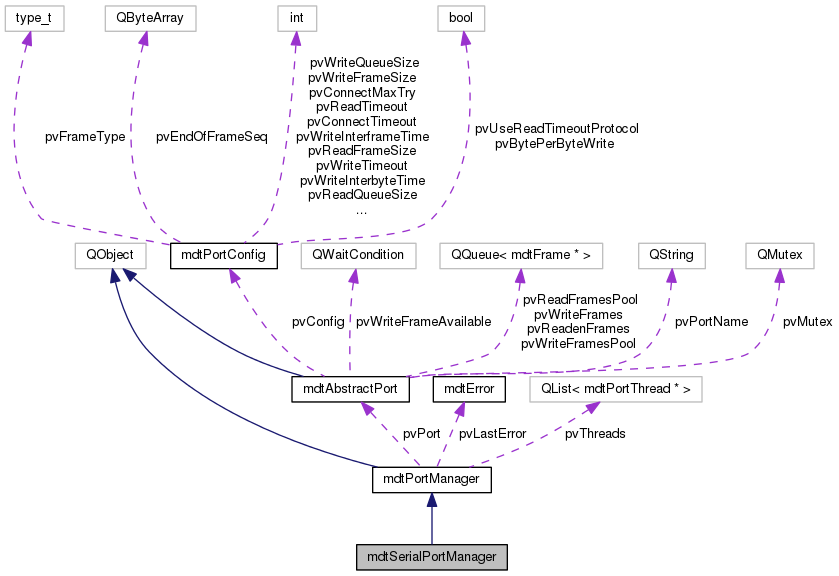 type_t
QByteArray
int
bool
pvFrameType
pvEndOfFrameSeq
pvWriteQueueSize
pvWriteFrameSize
pvConnectMaxTry
pvReadTimeout
pvConnectTimeout
pvWriteInterframeTime
pvReadFrameSize
pvWriteTimeout
pvWriteInterbyteTime
pvReadQueueSize
...
pvUseReadTimeoutProtocol
pvBytePerByteWrite
QObject
mdtPortConfig
QWaitCondition
QQueue< mdtFrame * >
QString
QMutex
pvConfig
pvWriteFrameAvailable
pvReadFramesPool
pvWriteFrames
pvReadenFrames
pvWriteFramesPool
pvPortName
pvMutex
mdtAbstractPort
mdtError
QList< mdtPortThread * >
pvPort
pvLastError
pvThreads
mdtPortManager
mdtSerialPortManager